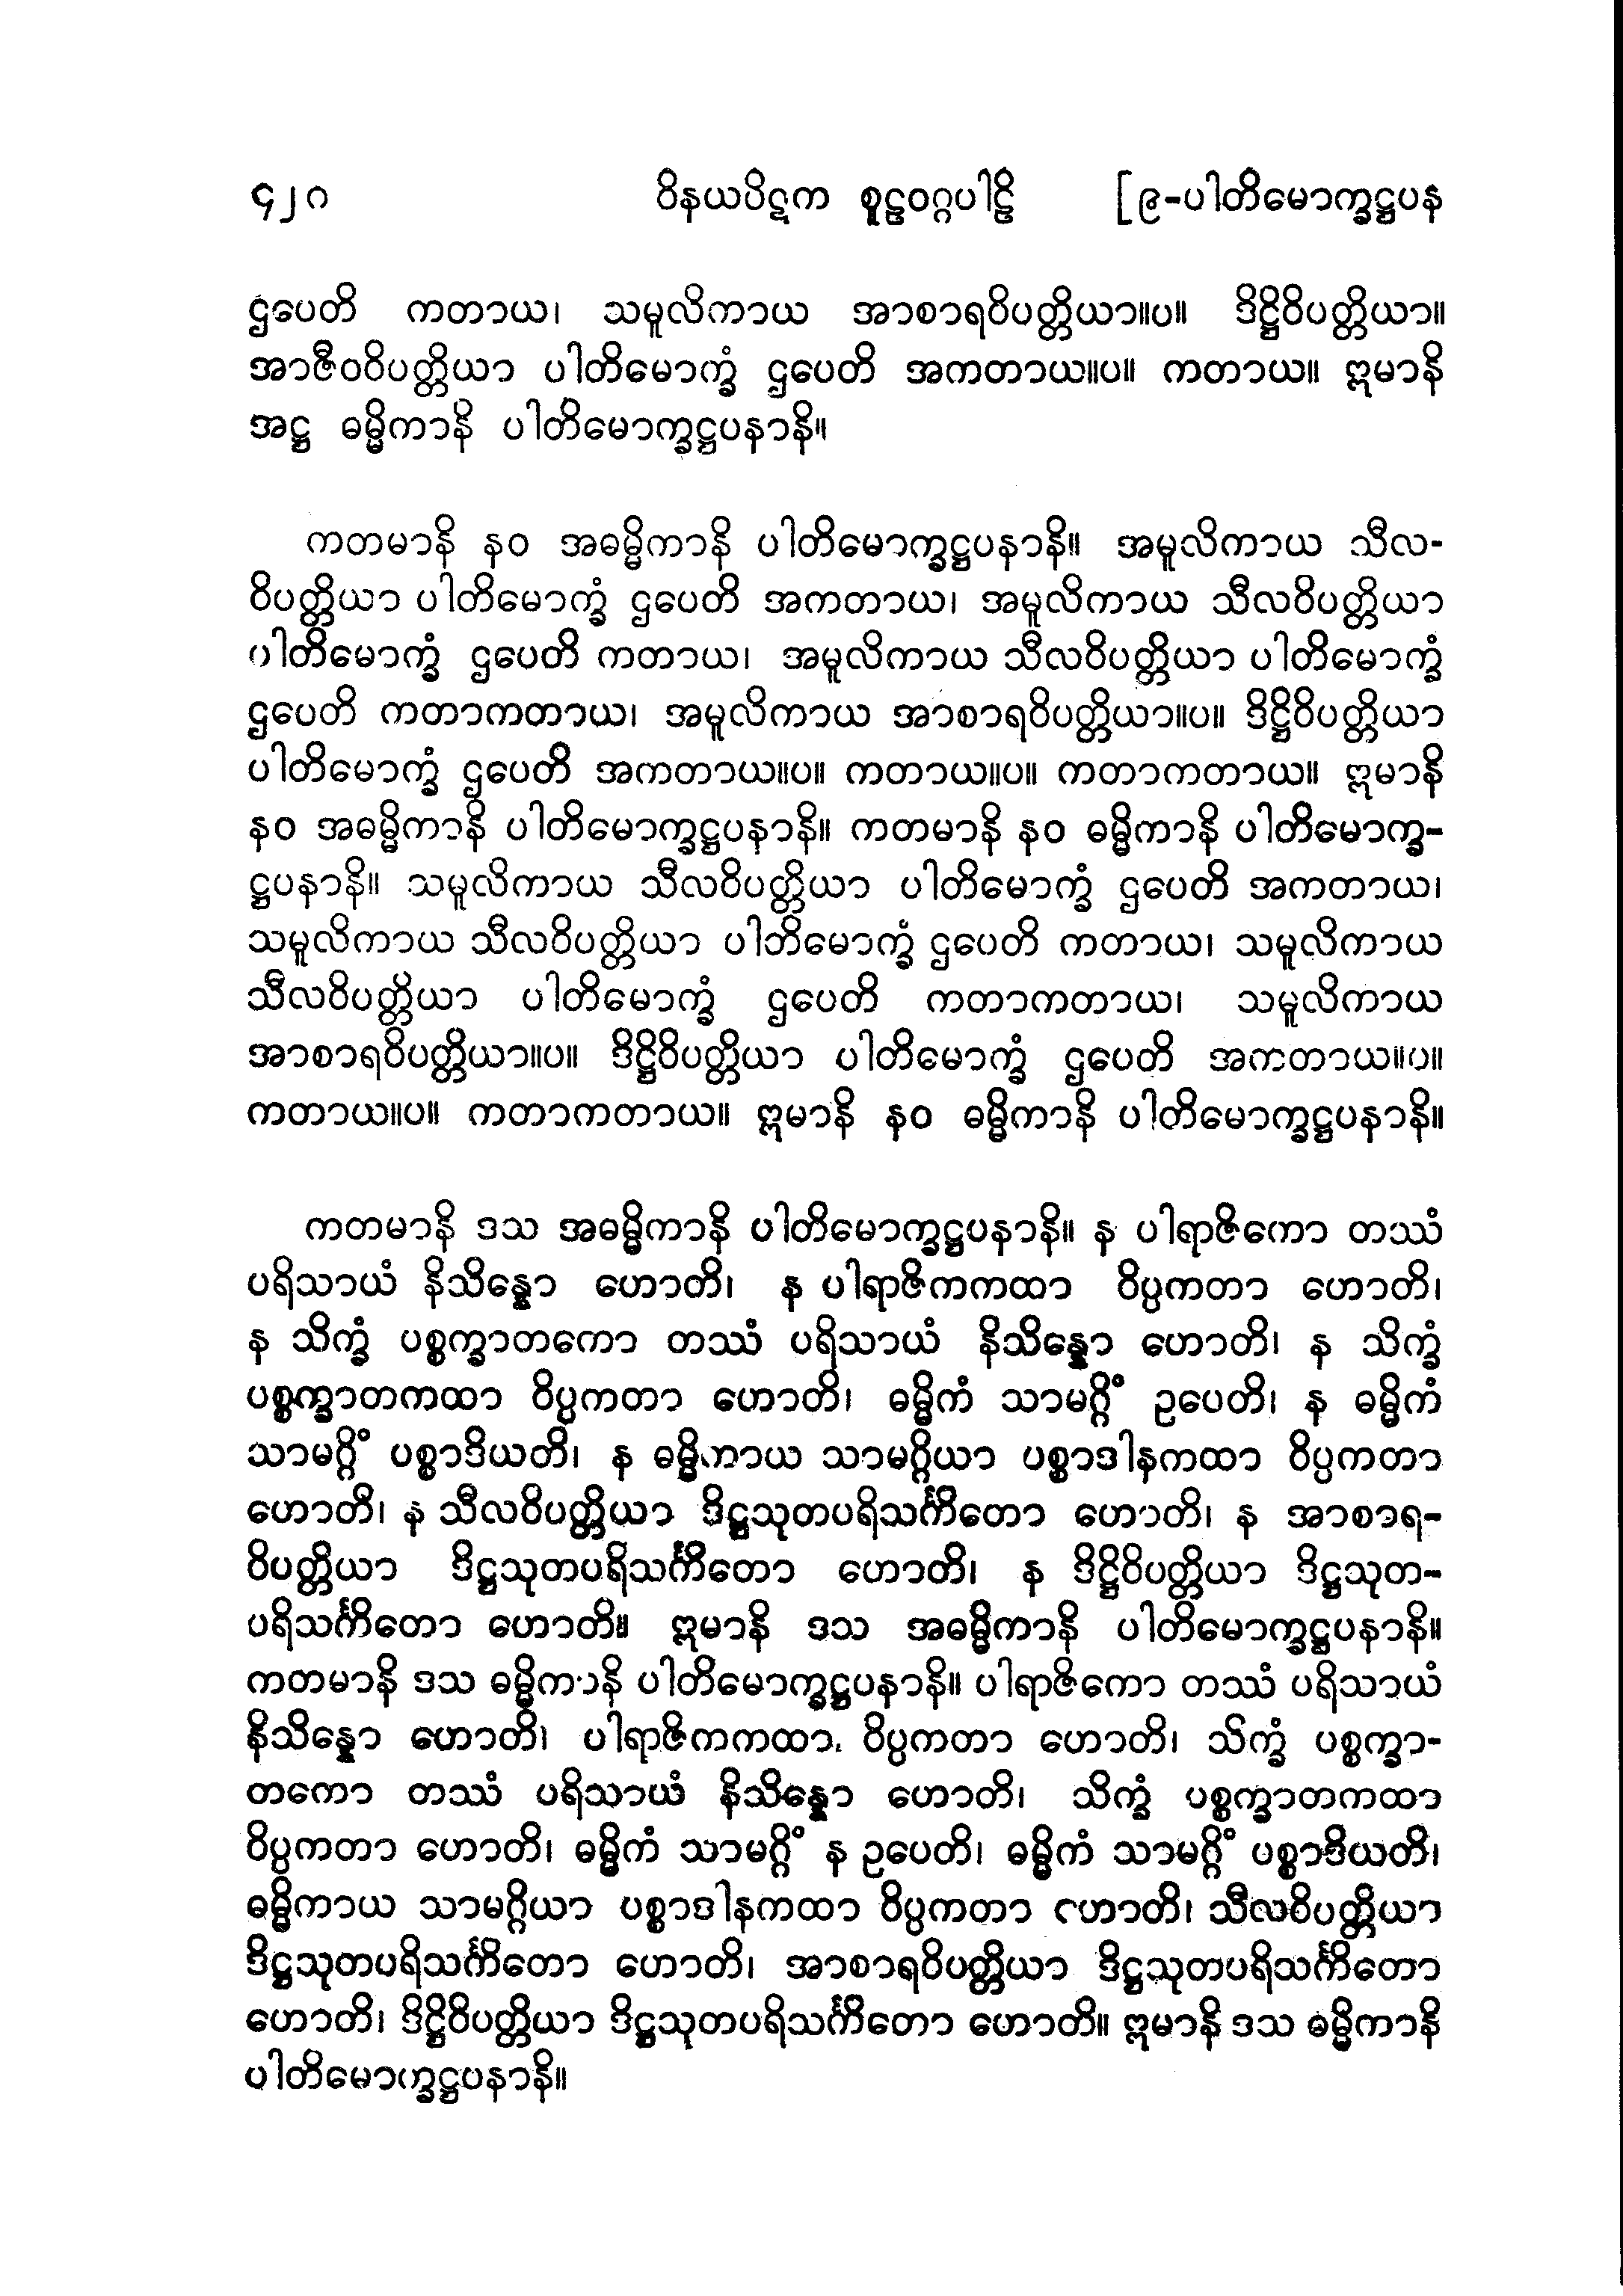 ၄၂၈ ဝိနယပိဋက စူဠဝဂ္ဂပါဠိ [၉-ပါတိမောက္ခဋ္ဌပန
ဌပေတိ ကတာယ၊ သမူလိကာယ အာစာရဝိပတ္တိယာ။ပ။ ဒိဋ္ဌိဝိပတ္တိယာ။
အာဇီဝဝိပတ္တိယာ ပါတိမောက္ခံ ဌပေတိ အကတာယ။ပ။ ကတာယ။ ဣမာနိ
အဋ္ဌ ဓမ္မိကာနိ ပါတိမောက္ခဋ္ဌပနာနိ။
ကတမာနိ နဝ အဓမ္မိကာနိ ပါတိမောက္ခဋ္ဌပနာနိ။ အမူလိကာယ သီလ-
ဝိပတ္တိယာ ပါတိမောက္ခံ ဌပေတိ အကတာယ၊ အမူလိကာယ သီလဝိပတ္တိယာ
ပါတိမောက္ခံ ဌပေတိ ကတာယ၊ အမူလိကာယ သီလဝိပတ္တိယာ ပါတိမောက္ခံ
ဌပေတိ ကတာကတာယ၊ အမူလိကာယ အာစာရဝိပတ္တိယာ။ပ။ ဒိဋ္ဌိဝိပတ္တိယာ
ပါတိမောက္ခံ ဌပေတိ အကတာယ။ပ။ ကတာယ။ပ။ ကတာကတာယ။ ဣမာနိ
နဝ အဓမ္မိကာနိ ပါတိမောက္ခဋ္ဌပနာနိ။ ကတမာနိ နဝ ဓမ္မိကာနိ ပါတိမောက္ခ-
ဋ္ဌပနာနိ။ သမူလိကာယ သီလဝိပတ္တိယာ ပါတိမောက္ခံ ဌပေတိ အကတာယ၊
သမူလိကာယ သီလဝိပတ္တိယာ ပါတိမောက္ခံ ဌပေတိ ကတာယ၊ သမူလိကာယ
သီလဝိပတ္တိယာ ပါတိမောက္ခံ ဌပေတိ ကတာကတာယ၊ သမူလိကာယ
အာစာရဝိပတ္တိယာ။ပ။ ဒိဋ္ဌိဝိပတ္တိယာ ပါတိမောက္ခံ ဌပေတိ အကတာယ။ပ။
ကတာယ။ပ။ ကတာကတာယ။ ဣမာနိ နဝ ဓမ္မိကာနိ ပါတိမောက္ခဋ္ဌပနာနိ။
ကတမာနိ ဒသ အဓမ္မိကာနိ ပါတိမောက္ခဋ္ဌပနာနိ။ န ပါရာဇိကော တဿံ
ပရိသာယံ နိသိန္နော ဟောတိ၊ န ပါရာဇိကကထာ ဝိပ္ပကတာ ဟောတိ၊
န သိက္ခံ ပစ္စက္ခာတကော တဿံ ပရိသာယံ နိသိန္နော ဟောတိ၊ န သိက္ခံ
ပစ္စက္ခာတကထာ ဝိပ္ပကတာ ဟောတိ၊ ဓမ္မိကံ သာမဂ္ဂိံ ဥပေတိ၊ န ဓမ္မိကံ
သာမဂ္ဂိံ ပစ္စာဒိယတိ၊ န ဓမ္မိကာယ သာမဂ္ဂိယာ ပစ္စာဒါနကထာ ဝိပ္ပကတာ
ဟောတိ၊ န သီလဝိပတ္တိယာ ဒိဋ္ဌသုတပရိသင်္ကိတော ဟောတိ၊ န အာစာရ-
ဝိပတ္တိယာ ဒိဋ္ဌသုတပရိသင်္ကိတော ဟောတိ၊ န ဒိဋ္ဌိဝိပတ္တိယာ ဒိဋ္ဌသုတ-
ပရိသင်္ကိတော ဟောတိ။ ဣမာနိ ဒသ အဓမ္မိကာနိ ပါတိမောက္ခဋ္ဌပနာနိ။
ကတမာနိ ဒသ ဓမ္မိကာနိ ပါတိမောက္ခဋ္ဌပနာနိ။ ပါရာဇိကော တဿံ ပရိသာယံ
နိသိန္နော ဟောတိ၊ ပါရာဇိကကထာ ဝိပ္ပကတာ ဟောတိ၊ သိက္ခံ ပစ္စက္ခာ-
တကော တဿံ ပရိသာယံ နိသိန္နော ဟောတိ၊ သိက္ခံ ပစ္စက္ခာတကထာ
ဝိပ္ပကတာ ဟောတိ၊ ဓမ္မိကံ သာမဂ္ဂိံ န ဥပေတိ၊ ဓမ္မိကံ သာမဂ္ဂိံ ပစ္စာဒိယတိ၊
ဓမ္မိကာယ သာမဂ္ဂိယာ ပစ္စာဒါနကထာ ဝိပ္ပကတာ ဟောတိ၊ သီလဝိပတ္တိယာ
ဒိဋ္ဌသုတပရိသင်္ကိတော ဟောတိ၊ အာစာရဝိပတ္တိယာ ဒိဋ္ဌသုတပရိသင်္ကိတော
ဟောတိ၊ ဒိဋ္ဌိဝိပတ္တိယာ ဒိဋ္ဌသုတပရိသင်္ကိတော ဟောတိ။ ဣမာနိ ဒသ ဓမ္မိကာနိ
ပါတိမောက္ခဋ္ဌပနာနိ။